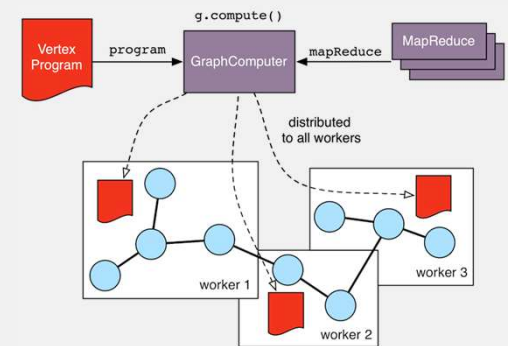 g.compute()
Vertex
Program
program
GraphComputer
mapReduce
MapReduce
distributed
to all workers
worker 1
worker 2
worker 3